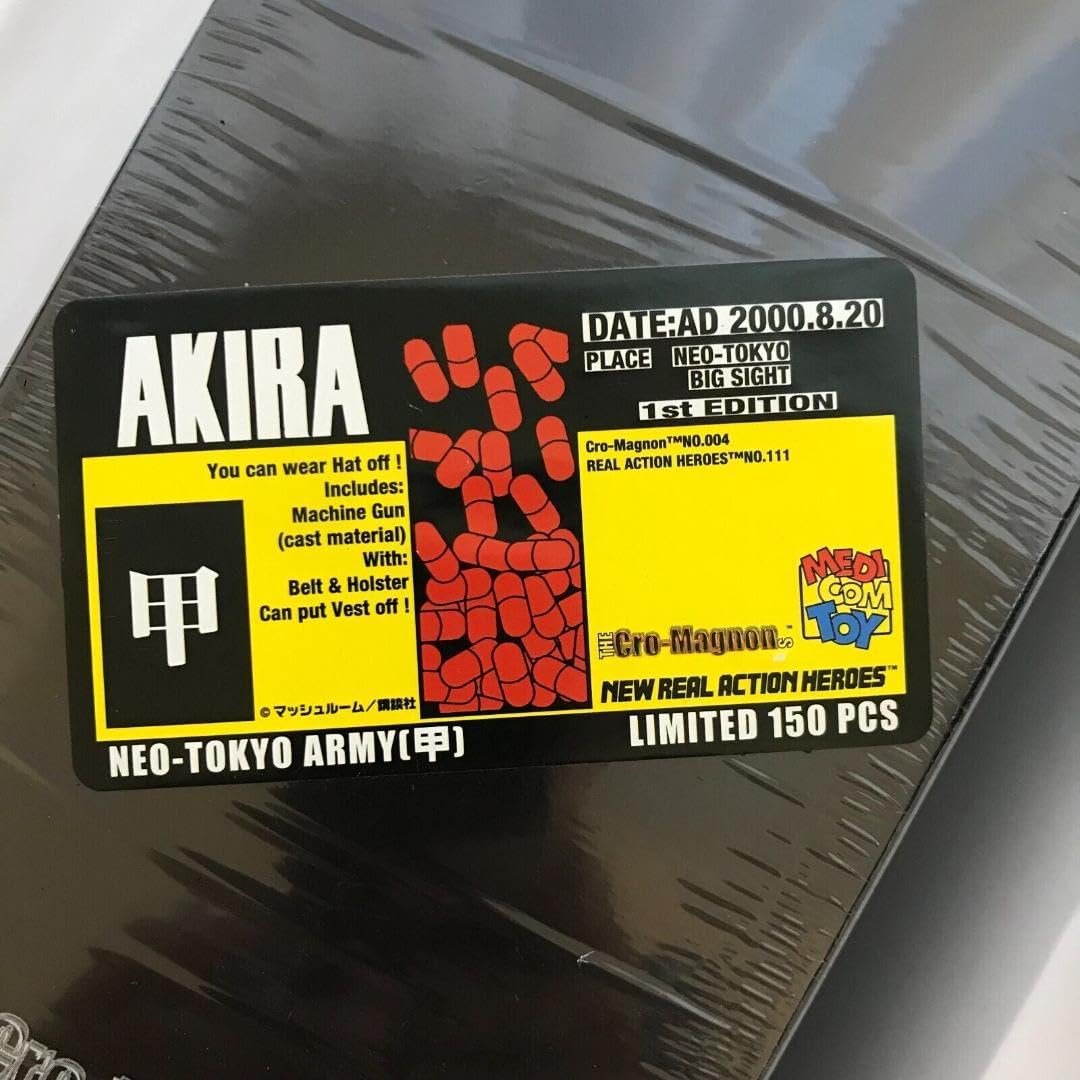 AKIRA
DATE:AD 2000.8.20
PLACE NEO-TOKYO
BIG SIGHT
1st EDITION
You can wear Hat off !
Includes:
Machine Gun
(cast material)
With:
Belt & Holster
Can put Vest off !
甲
© マッシュルーム／講談社
NEO-TOKYO ARMY(甲)
Cro-Magnon™NO.004
REAL ACTION HEROES™NO.111
MEDI
COM
TOY
THE Cro-Magnons™
NEW REAL ACTION HEROES™
LIMITED 150 PCS